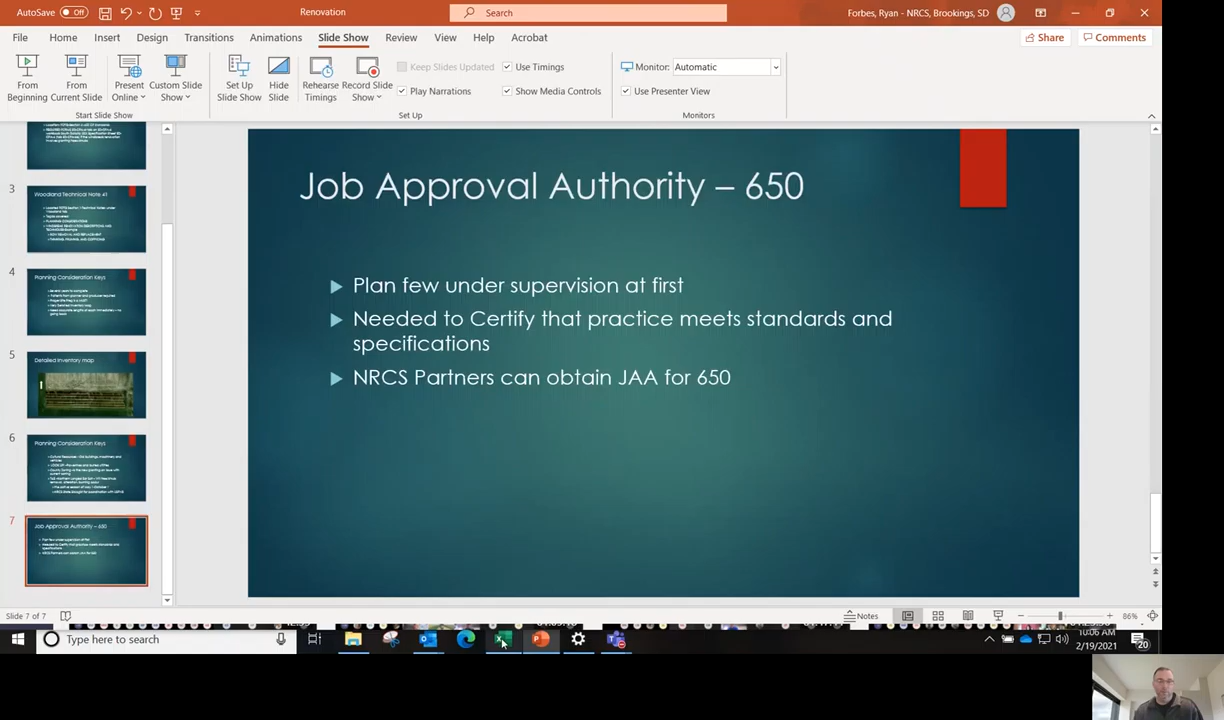 AutoSave Off
Renovation
Search
Forbes, Ryan - NRCS, Brookings, SD
File Home Insert Design Transitions Animations Slide Show Review View Help Acrobat
Share Comments
From Beginning
From Current Slide
Present Online
Custom Slide Show
Set Up Slide Show
Hide Slide
Rehearse Timings
Record Slide Show
Keep Slides Updated
Play Narrations
Use Timings
Show Media Controls
Monitor: Automatic
Use Presenter View
Start Slide Show
Set Up
Monitors
3
Woodland Technical Note 41
4
Planning Consideration Keys
5
Detailed Inventory map
6
Planning Consideration Keys
7
Job Approval Authority – 650
Job Approval Authority – 650
Plan few under supervision at first
Needed to Certify that practice meets standards and
specifications
NRCS Partners can obtain JAA for 650
Slide 7 of 7
Notes
86%
Type here to search
10:06 AM
2/19/2021
20